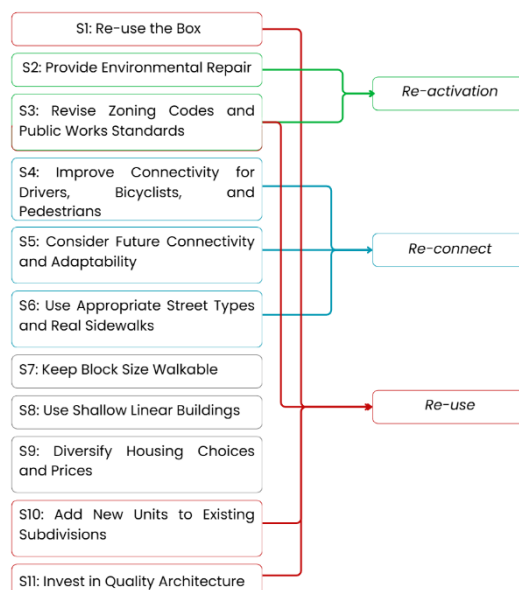 S1: Re-use the Box
S2: Provide Environmental Repair
S3: Revise Zoning Codes and
Public Works Standards
S4: Improve Connectivity for
Drivers, Bicyclists, and
Pedestrians
S5: Consider Future Connectivity
and Adaptability
S6: Use Appropriate Street Types
and Real Sidewalks
S7: Keep Block Size Walkable
S8: Use Shallow Linear Buildings
S9: Diversify Housing Choices
and Prices
S10: Add New Units to Existing
Subdivisions
S11: Invest in Quality Architecture
Re-activation
Re-connect
Re-use